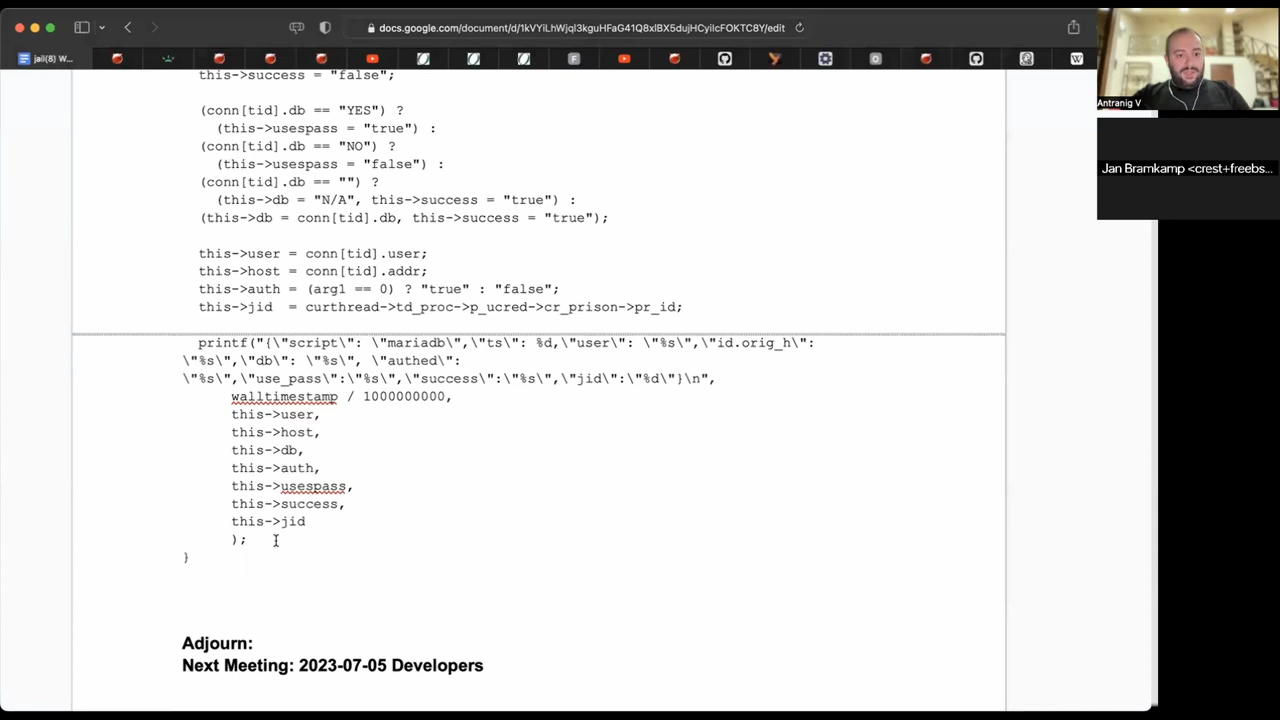 docs.google.com/document/d/1kVYiLhWjql3kguHFaG41Q8xlBX5dujHCyilcFOKTC8Y/edit
jail(8) W...
this->success = "false";
(conn[tid].db == "YES") ?
(this->usespass = "true") :
(conn[tid].db == "NO") ?
(this->usespass = "false") :
(conn[tid].db == "") ?
(this->db = "N/A", this->success = "true") :
(this->db = conn[tid].db, this->success = "true");
this->user = conn[tid].user;
this->host = conn[tid].addr;
this->auth = (arg1 == 0) ? "true" : "false";
this->jid  = curthread->td_proc->p_ucred->cr_prison->pr_id;
printf("{\"script\": \"mariadb\",\"ts\": %d,\"user\": \"%s\",\"id.orig_h\":
\"%s\",\"db\": \"%s\", \"authed\":
\"%s\",\"use_pass\":\"%s\",\"success\":\"%s\",\"jid\":\"%d\"}\n",
walltimestamp / 1000000000,
this->user,
this->host,
this->db,
this->auth,
this->usespass,
this->success,
this->jid
);
}
Adjourn:
Next Meeting: 2023-07-05 Developers
Antranig V
Jan Bramkamp <crest+freebs...